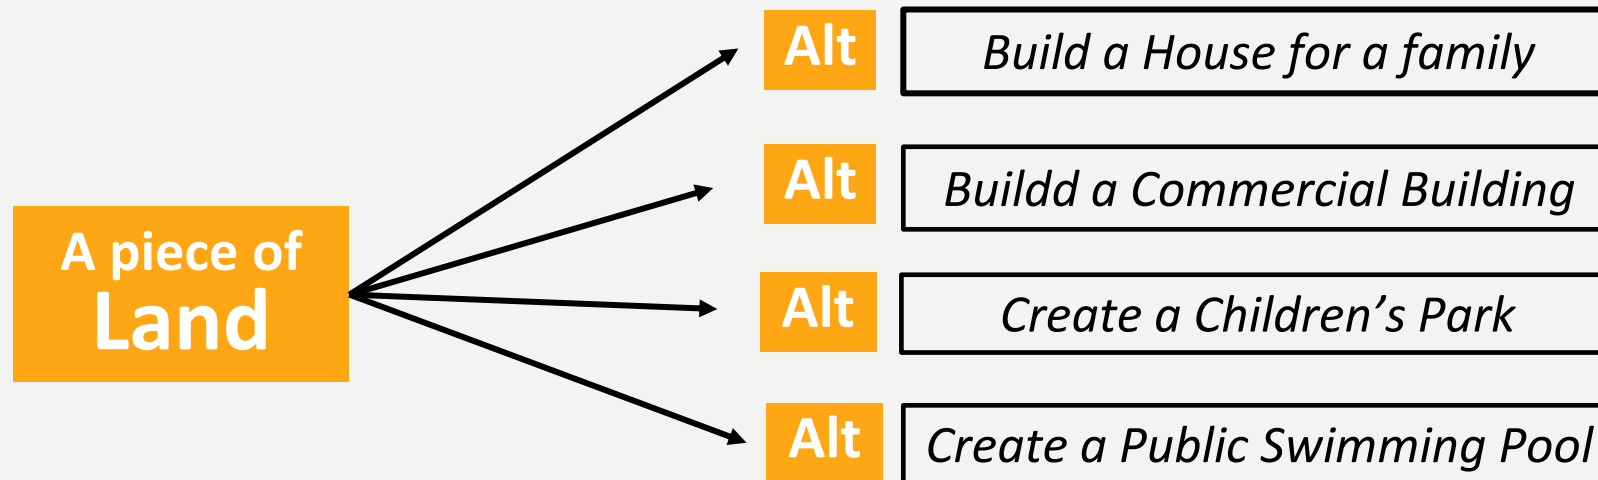 Alt
Build a House for a family
Alt
Buildd a Commercial Building
A piece of
Land
Alt
Create a Children’s Park
Alt
Create a Public Swimming Pool